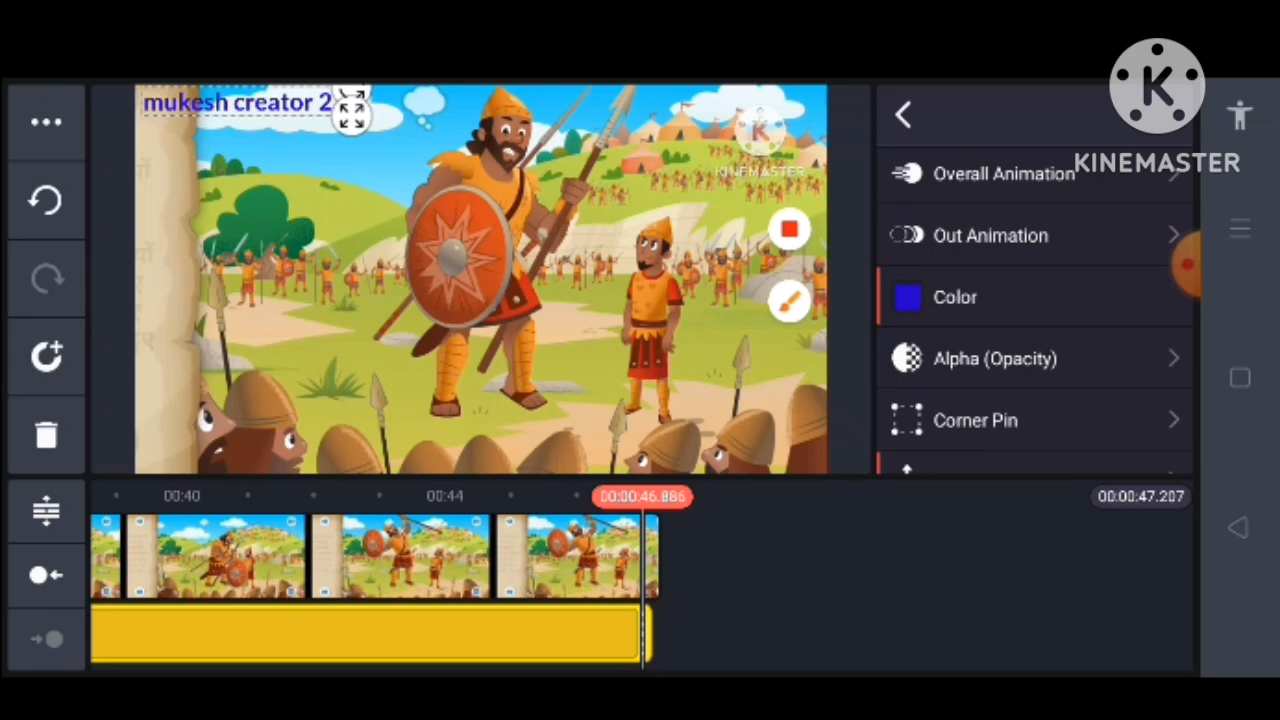 mukesh creator 2
KINEMASTER
KINEMASTER
Overall Animation
Out Animation
Color
Alpha (Opacity)
Corner Pin
00:40
00:44
00:00:46.886
00:00:47.207